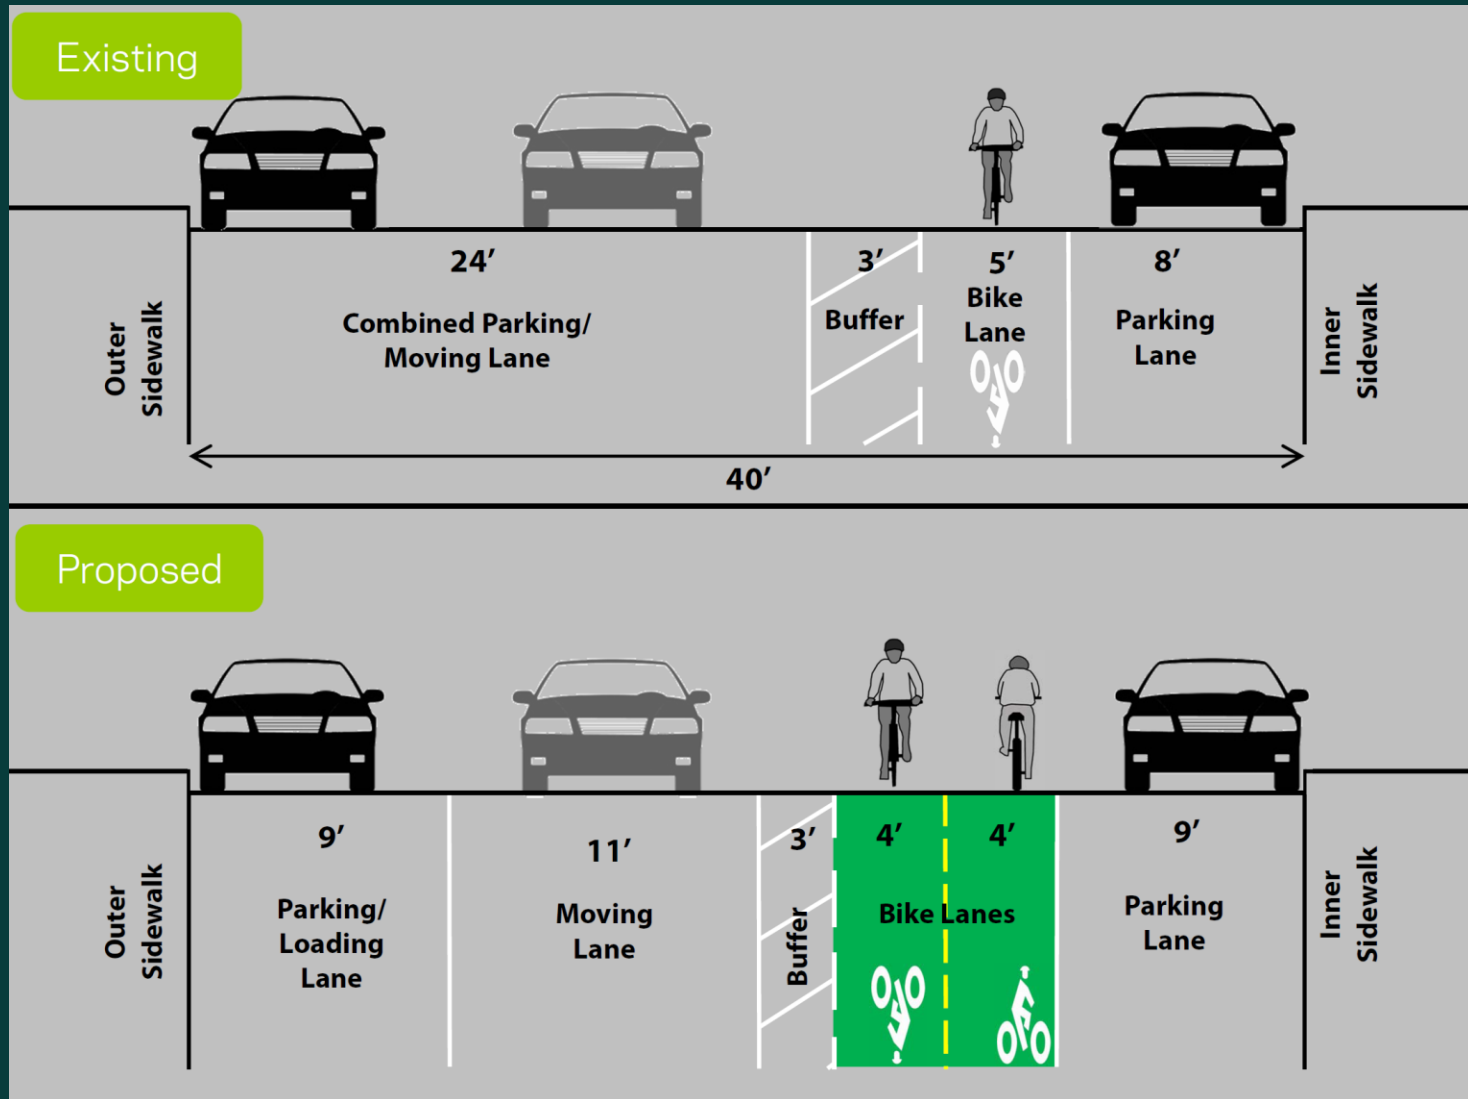 Existing
24′
3′
5′
8′
Combined Parking/
Moving Lane
Buffer
Bike
Lane
Parking
Lane
Outer
Sidewalk
Inner
Sidewalk
40′
Proposed
9′
11′
3′
4′
4′
9′
Parking/
Loading
Lane
Moving
Lane
Buffer
Bike Lanes
Parking
Lane
Outer
Sidewalk
Inner
Sidewalk